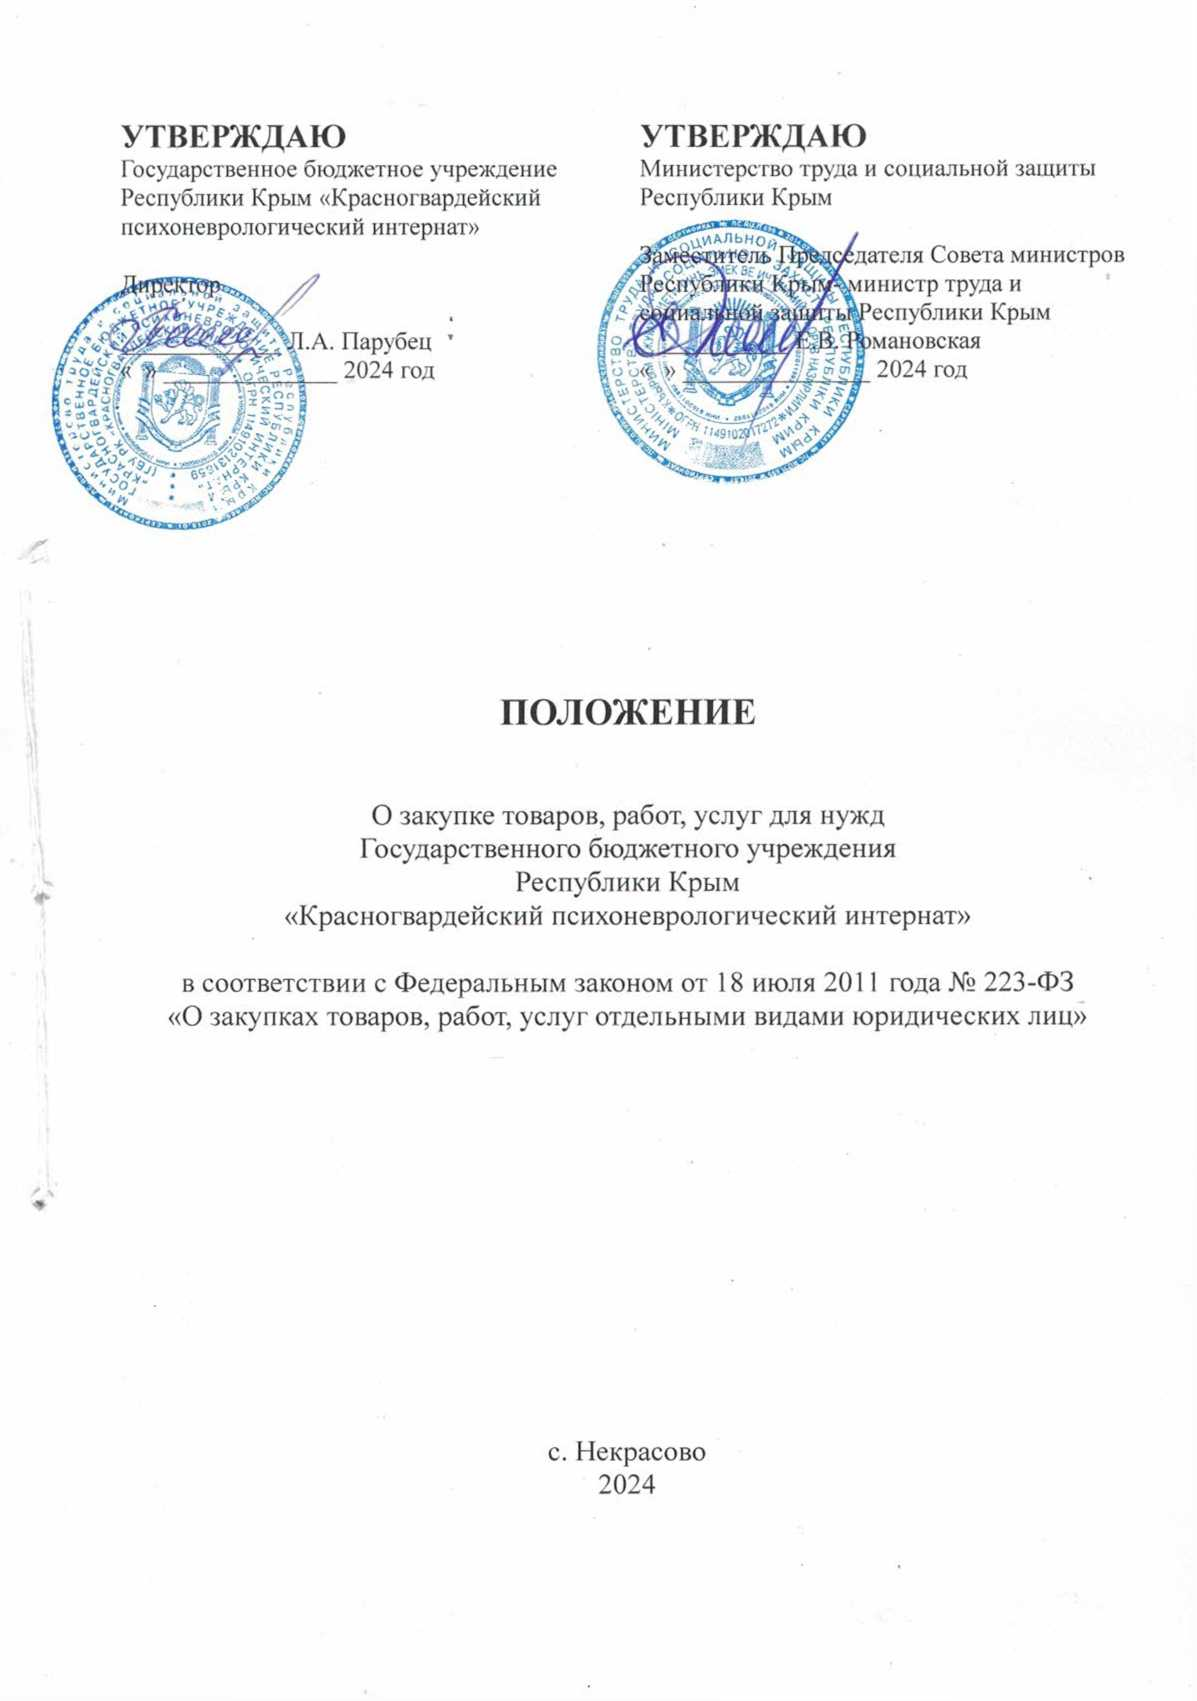 УТВЕРЖДАЮ
Государственное бюджетное учреждение
Республики Крым «Красногвардейский
психоневрологический интернат»
Директор
Л.А. Парубец
« » 2024 год
УТВЕРЖДАЮ
Министерство труда и социальной защиты
Республики Крым
Заместитель Председателя Совета министров
Республики Крым- министр труда и
социальной защиты Республики Крым
Е.В. Романовская
« » 2024 год
ОГРН 1149102017272
ПОЛОЖЕНИЕ
О закупке товаров, работ, услуг для нужд
Государственного бюджетного учреждения
Республики Крым
«Красногвардейский психоневрологический интернат»
в соответствии с Федеральным законом от 18 июля 2011 года № 223-ФЗ
«О закупках товаров, работ, услуг отдельными видами юридических лиц»
с. Некрасово
2024